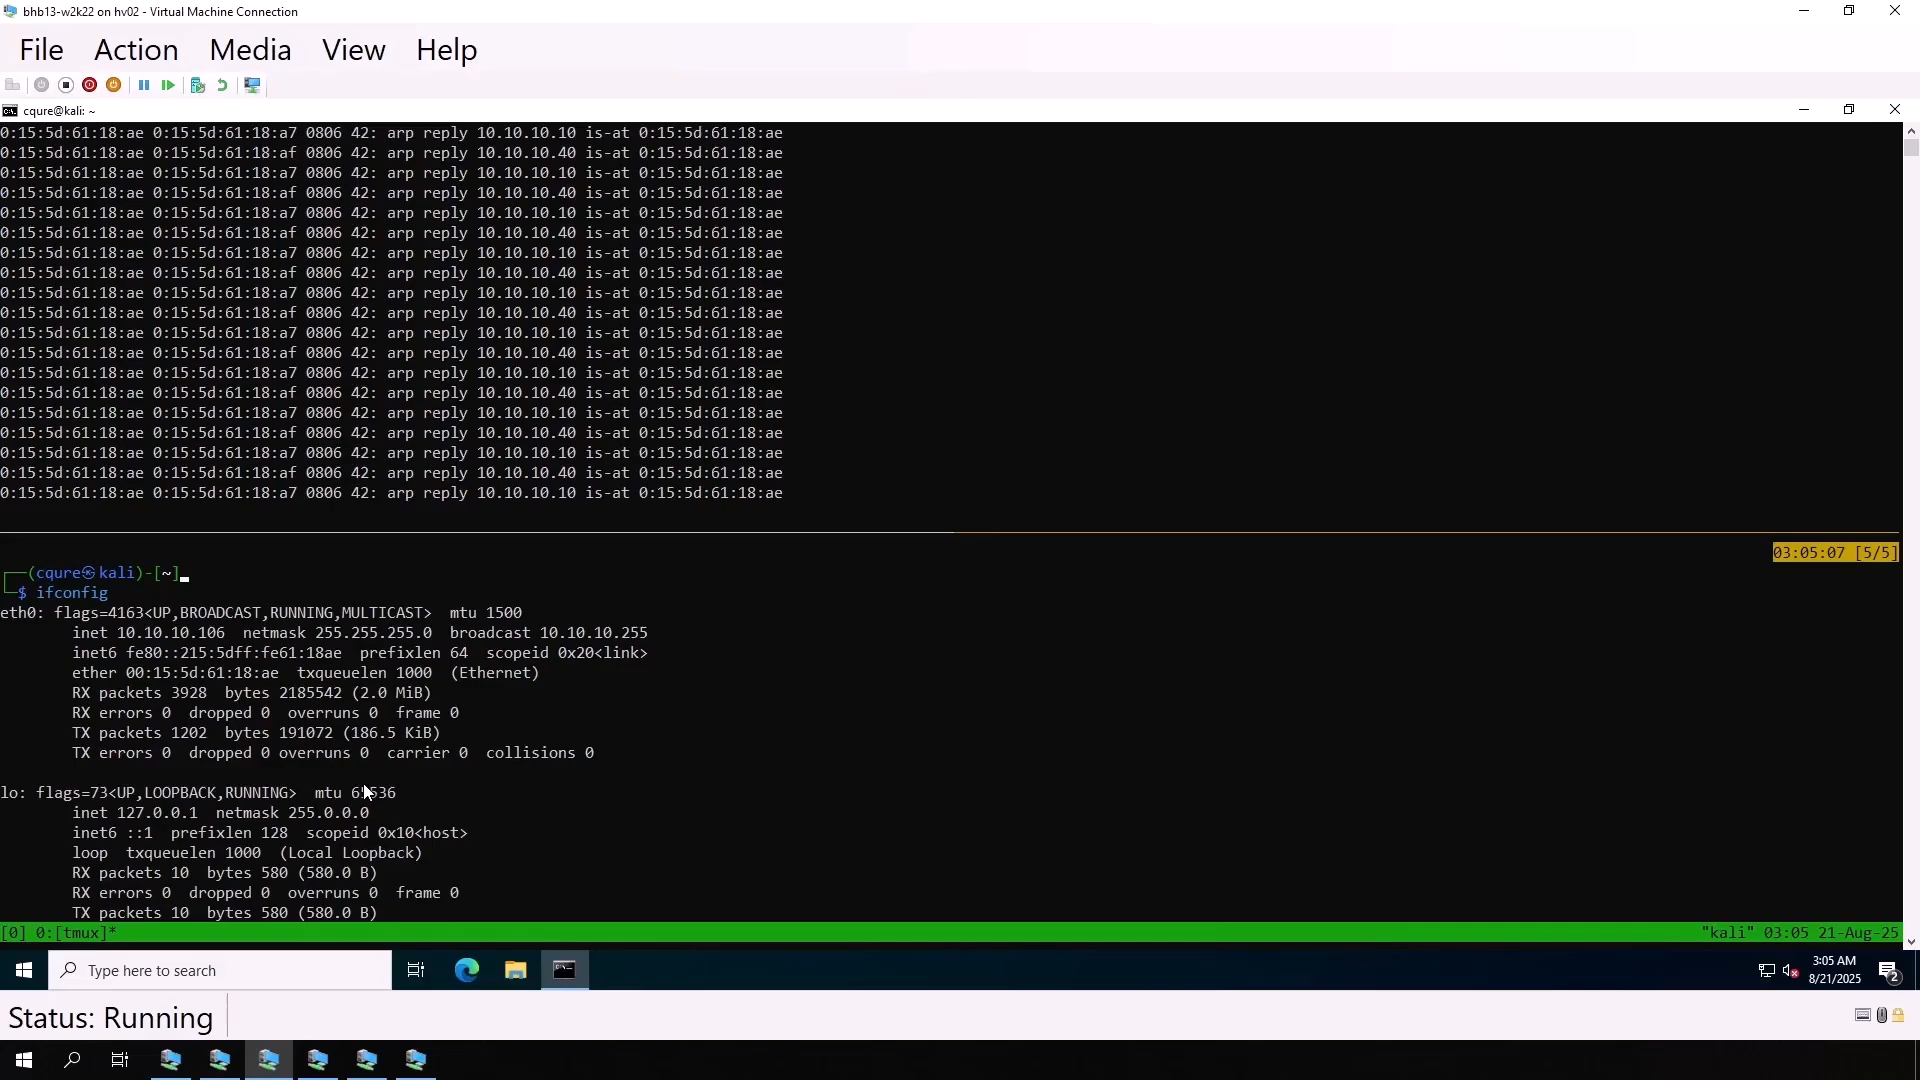 bhb13-w2k22 on hv02 - Virtual Machine Connection
File Action Media View Help
cqure@kali: ~
0:15:5d:61:18:ae 0:15:5d:61:18:a7 0806 42: arp reply 10.10.10.10 is-at 0:15:5d:61:18:ae
0:15:5d:61:18:ae 0:15:5d:61:18:af 0806 42: arp reply 10.10.10.40 is-at 0:15:5d:61:18:ae
0:15:5d:61:18:ae 0:15:5d:61:18:a7 0806 42: arp reply 10.10.10.10 is-at 0:15:5d:61:18:ae
0:15:5d:61:18:ae 0:15:5d:61:18:af 0806 42: arp reply 10.10.10.40 is-at 0:15:5d:61:18:ae
0:15:5d:61:18:ae 0:15:5d:61:18:a7 0806 42: arp reply 10.10.10.10 is-at 0:15:5d:61:18:ae
0:15:5d:61:18:ae 0:15:5d:61:18:af 0806 42: arp reply 10.10.10.40 is-at 0:15:5d:61:18:ae
0:15:5d:61:18:ae 0:15:5d:61:18:a7 0806 42: arp reply 10.10.10.10 is-at 0:15:5d:61:18:ae
0:15:5d:61:18:ae 0:15:5d:61:18:af 0806 42: arp reply 10.10.10.40 is-at 0:15:5d:61:18:ae
0:15:5d:61:18:ae 0:15:5d:61:18:a7 0806 42: arp reply 10.10.10.10 is-at 0:15:5d:61:18:ae
0:15:5d:61:18:ae 0:15:5d:61:18:af 0806 42: arp reply 10.10.10.40 is-at 0:15:5d:61:18:ae
0:15:5d:61:18:ae 0:15:5d:61:18:a7 0806 42: arp reply 10.10.10.10 is-at 0:15:5d:61:18:ae
0:15:5d:61:18:ae 0:15:5d:61:18:af 0806 42: arp reply 10.10.10.40 is-at 0:15:5d:61:18:ae
0:15:5d:61:18:ae 0:15:5d:61:18:a7 0806 42: arp reply 10.10.10.10 is-at 0:15:5d:61:18:ae
0:15:5d:61:18:ae 0:15:5d:61:18:af 0806 42: arp reply 10.10.10.40 is-at 0:15:5d:61:18:ae
0:15:5d:61:18:ae 0:15:5d:61:18:a7 0806 42: arp reply 10.10.10.10 is-at 0:15:5d:61:18:ae
0:15:5d:61:18:ae 0:15:5d:61:18:af 0806 42: arp reply 10.10.10.40 is-at 0:15:5d:61:18:ae
0:15:5d:61:18:ae 0:15:5d:61:18:a7 0806 42: arp reply 10.10.10.10 is-at 0:15:5d:61:18:ae
0:15:5d:61:18:ae 0:15:5d:61:18:af 0806 42: arp reply 10.10.10.40 is-at 0:15:5d:61:18:ae
0:15:5d:61:18:ae 0:15:5d:61:18:a7 0806 42: arp reply 10.10.10.10 is-at 0:15:5d:61:18:ae
03:05:07 [5/5]
┌──(cqure㉿kali)-[~]
└─$ ifconfig
eth0: flags=4163<UP,BROADCAST,RUNNING,MULTICAST>  mtu 1500
inet 10.10.10.106  netmask 255.255.255.0  broadcast 10.10.10.255
inet6 fe80::215:5dff:fe61:18ae  prefixlen 64  scopeid 0x20<link>
ether 00:15:5d:61:18:ae  txqueuelen 1000  (Ethernet)
RX packets 3928  bytes 2185542 (2.0 MiB)
RX errors 0  dropped 0  overruns 0  frame 0
TX packets 1202  bytes 191072 (186.5 KiB)
TX errors 0  dropped 0 overruns 0  carrier 0  collisions 0
lo: flags=73<UP,LOOPBACK,RUNNING>  mtu 65536
inet 127.0.0.1  netmask 255.0.0.0
inet6 ::1  prefixlen 128  scopeid 0x10<host>
loop  txqueuelen 1000  (Local Loopback)
RX packets 10  bytes 580 (580.0 B)
RX errors 0  dropped 0  overruns 0  frame 0
TX packets 10  bytes 580 (580.0 B)
[0] 0:[tmux]* "kali" 03:05 21-Aug-25
Type here to search
3:05 AM
8/21/2025
2
Status: Running